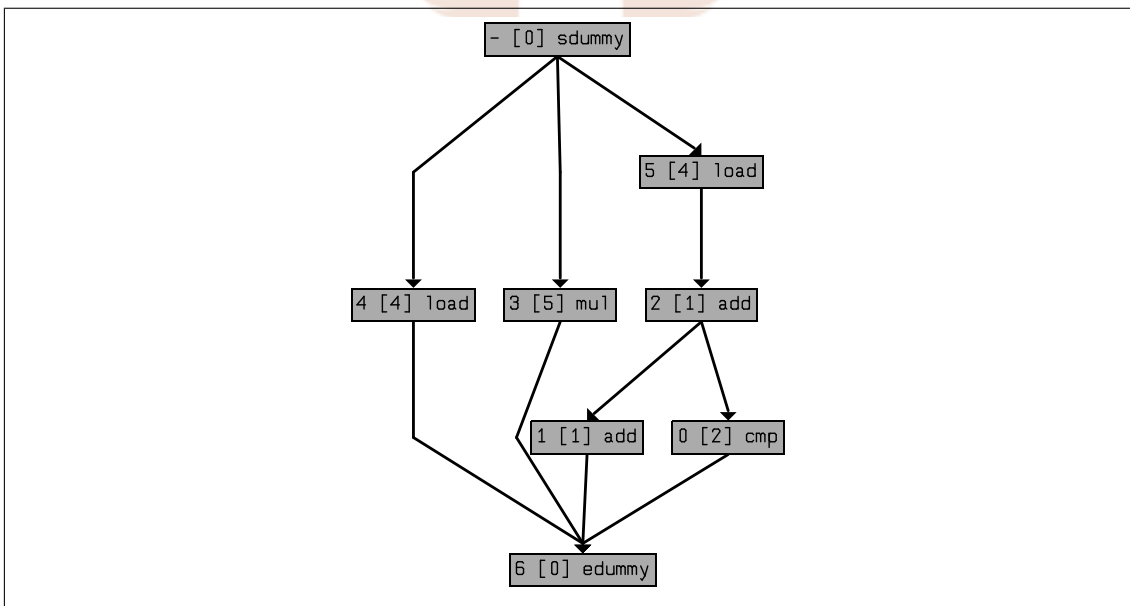 - [0] sdummy
5 [4] load
4 [4] load
3 [5] mul
2 [1] add
1 [1] add
0 [2] cmp
6 [0] edummy